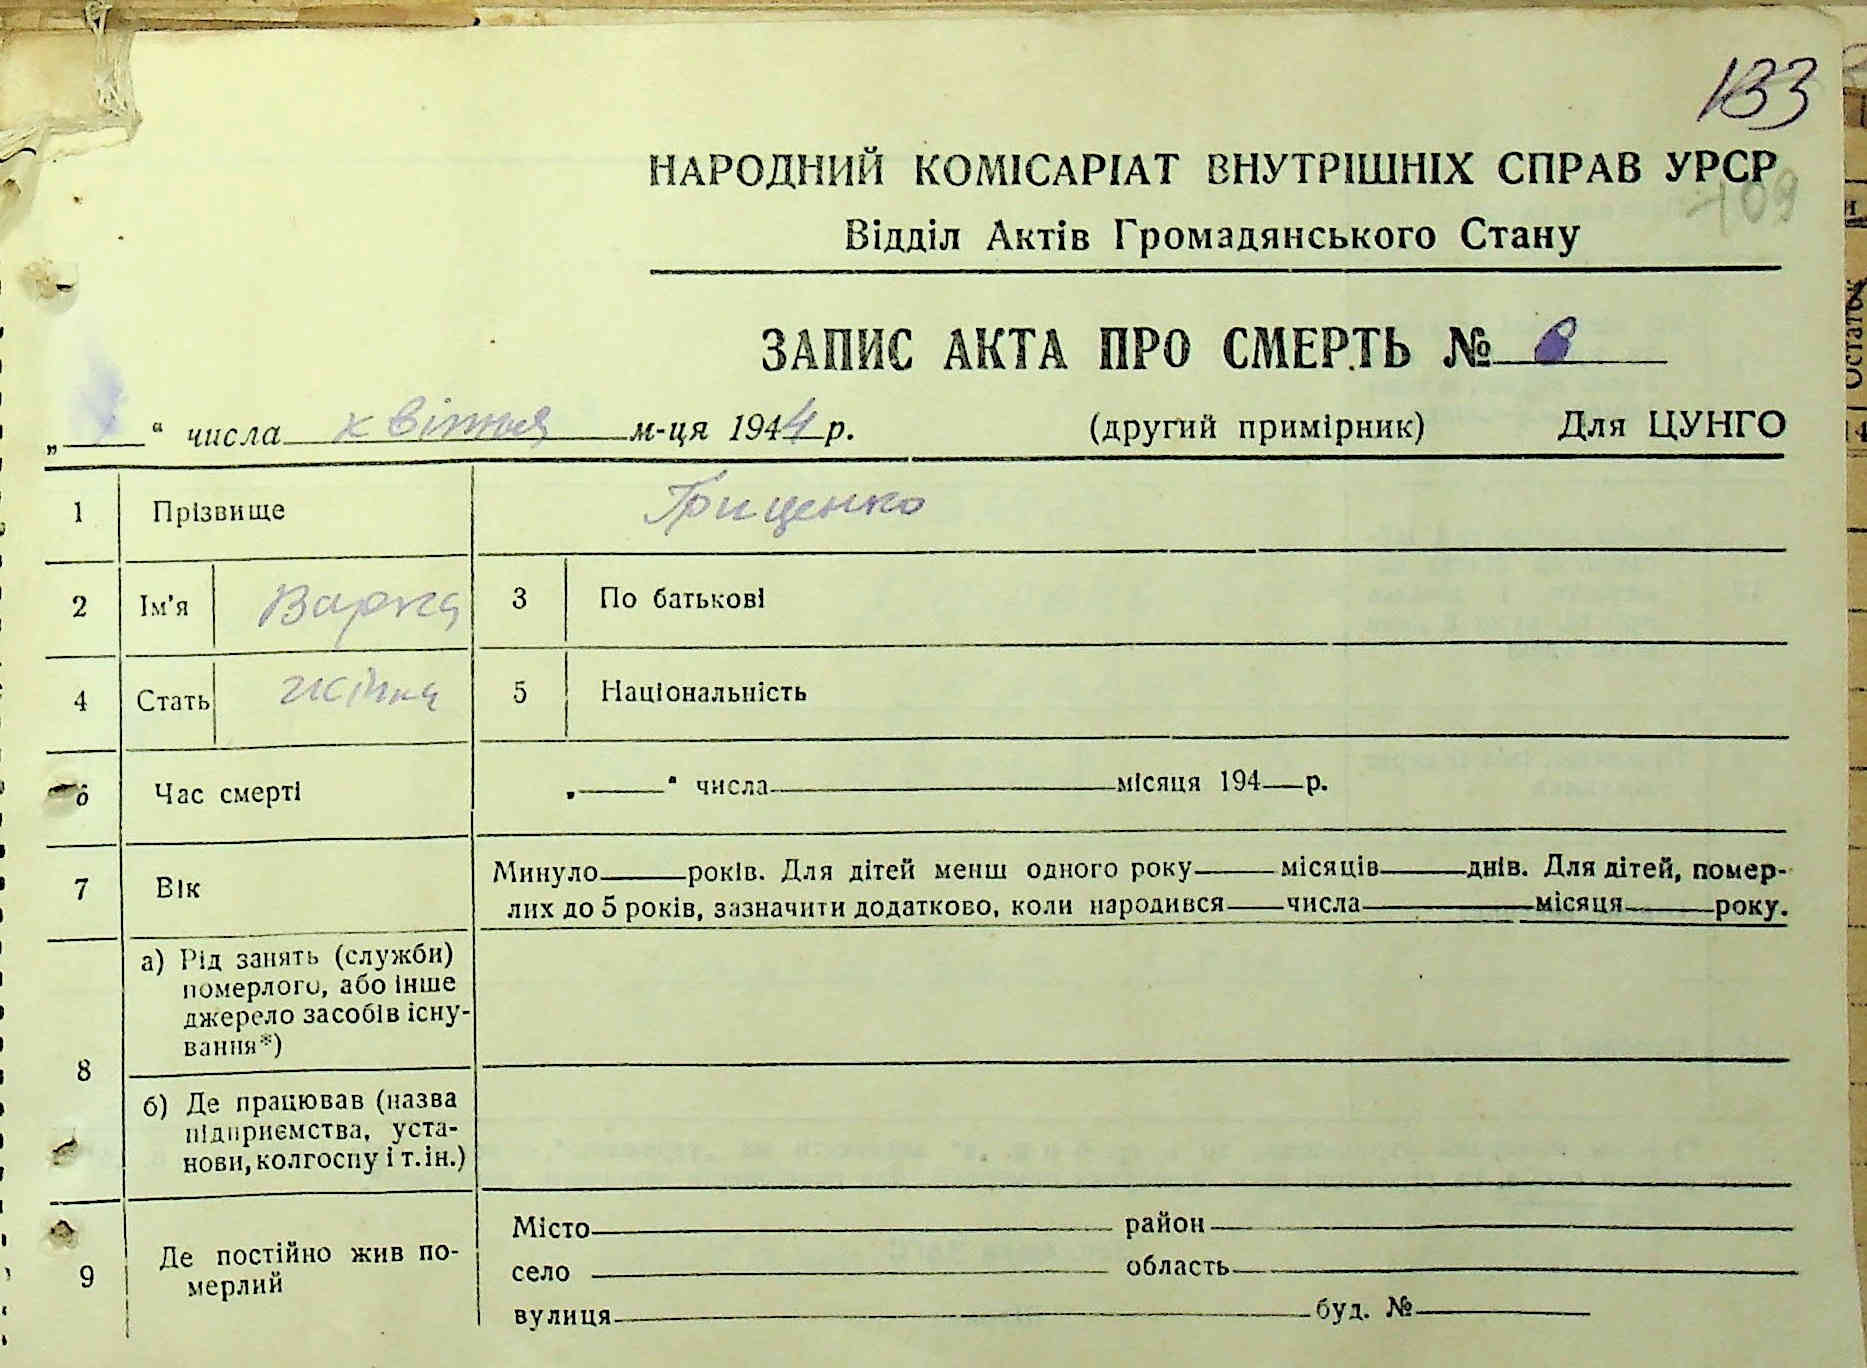 133
НАРОДНИЙ КОМІСАРІАТ ВНУТРІШНІХ СПРАВ УРСР
109
Відділ Актів Громадянського Стану
ЗАПИС АКТА ПРО СМЕРТЬ №
„ “ числа квітня м-ця 1944 р. (другий примірник) Для ЦУНГО
1 Прізвище Гриценко
2 Ім'я Варка 3 По батькові
4 Стать жінка 5 Національність
6 Час смерті „ “ числа місяця 194 р.
7 Вік Минуло років. Для дітей менш одного року місяців днів. Для дітей, помер-
лих до 5 років, зазначити додатково, коли народився числа місяця року.
8 а) Рід занять (служби)
померлого, або інше
джерело засобів існу-
вання*)
б) Де працював (назва
підприємства, уста-
нови, колгоспу і т.ін.)
9 Де постійно жив по-
мерлий
Місто район
село область
вулиця буд. №
Остаток